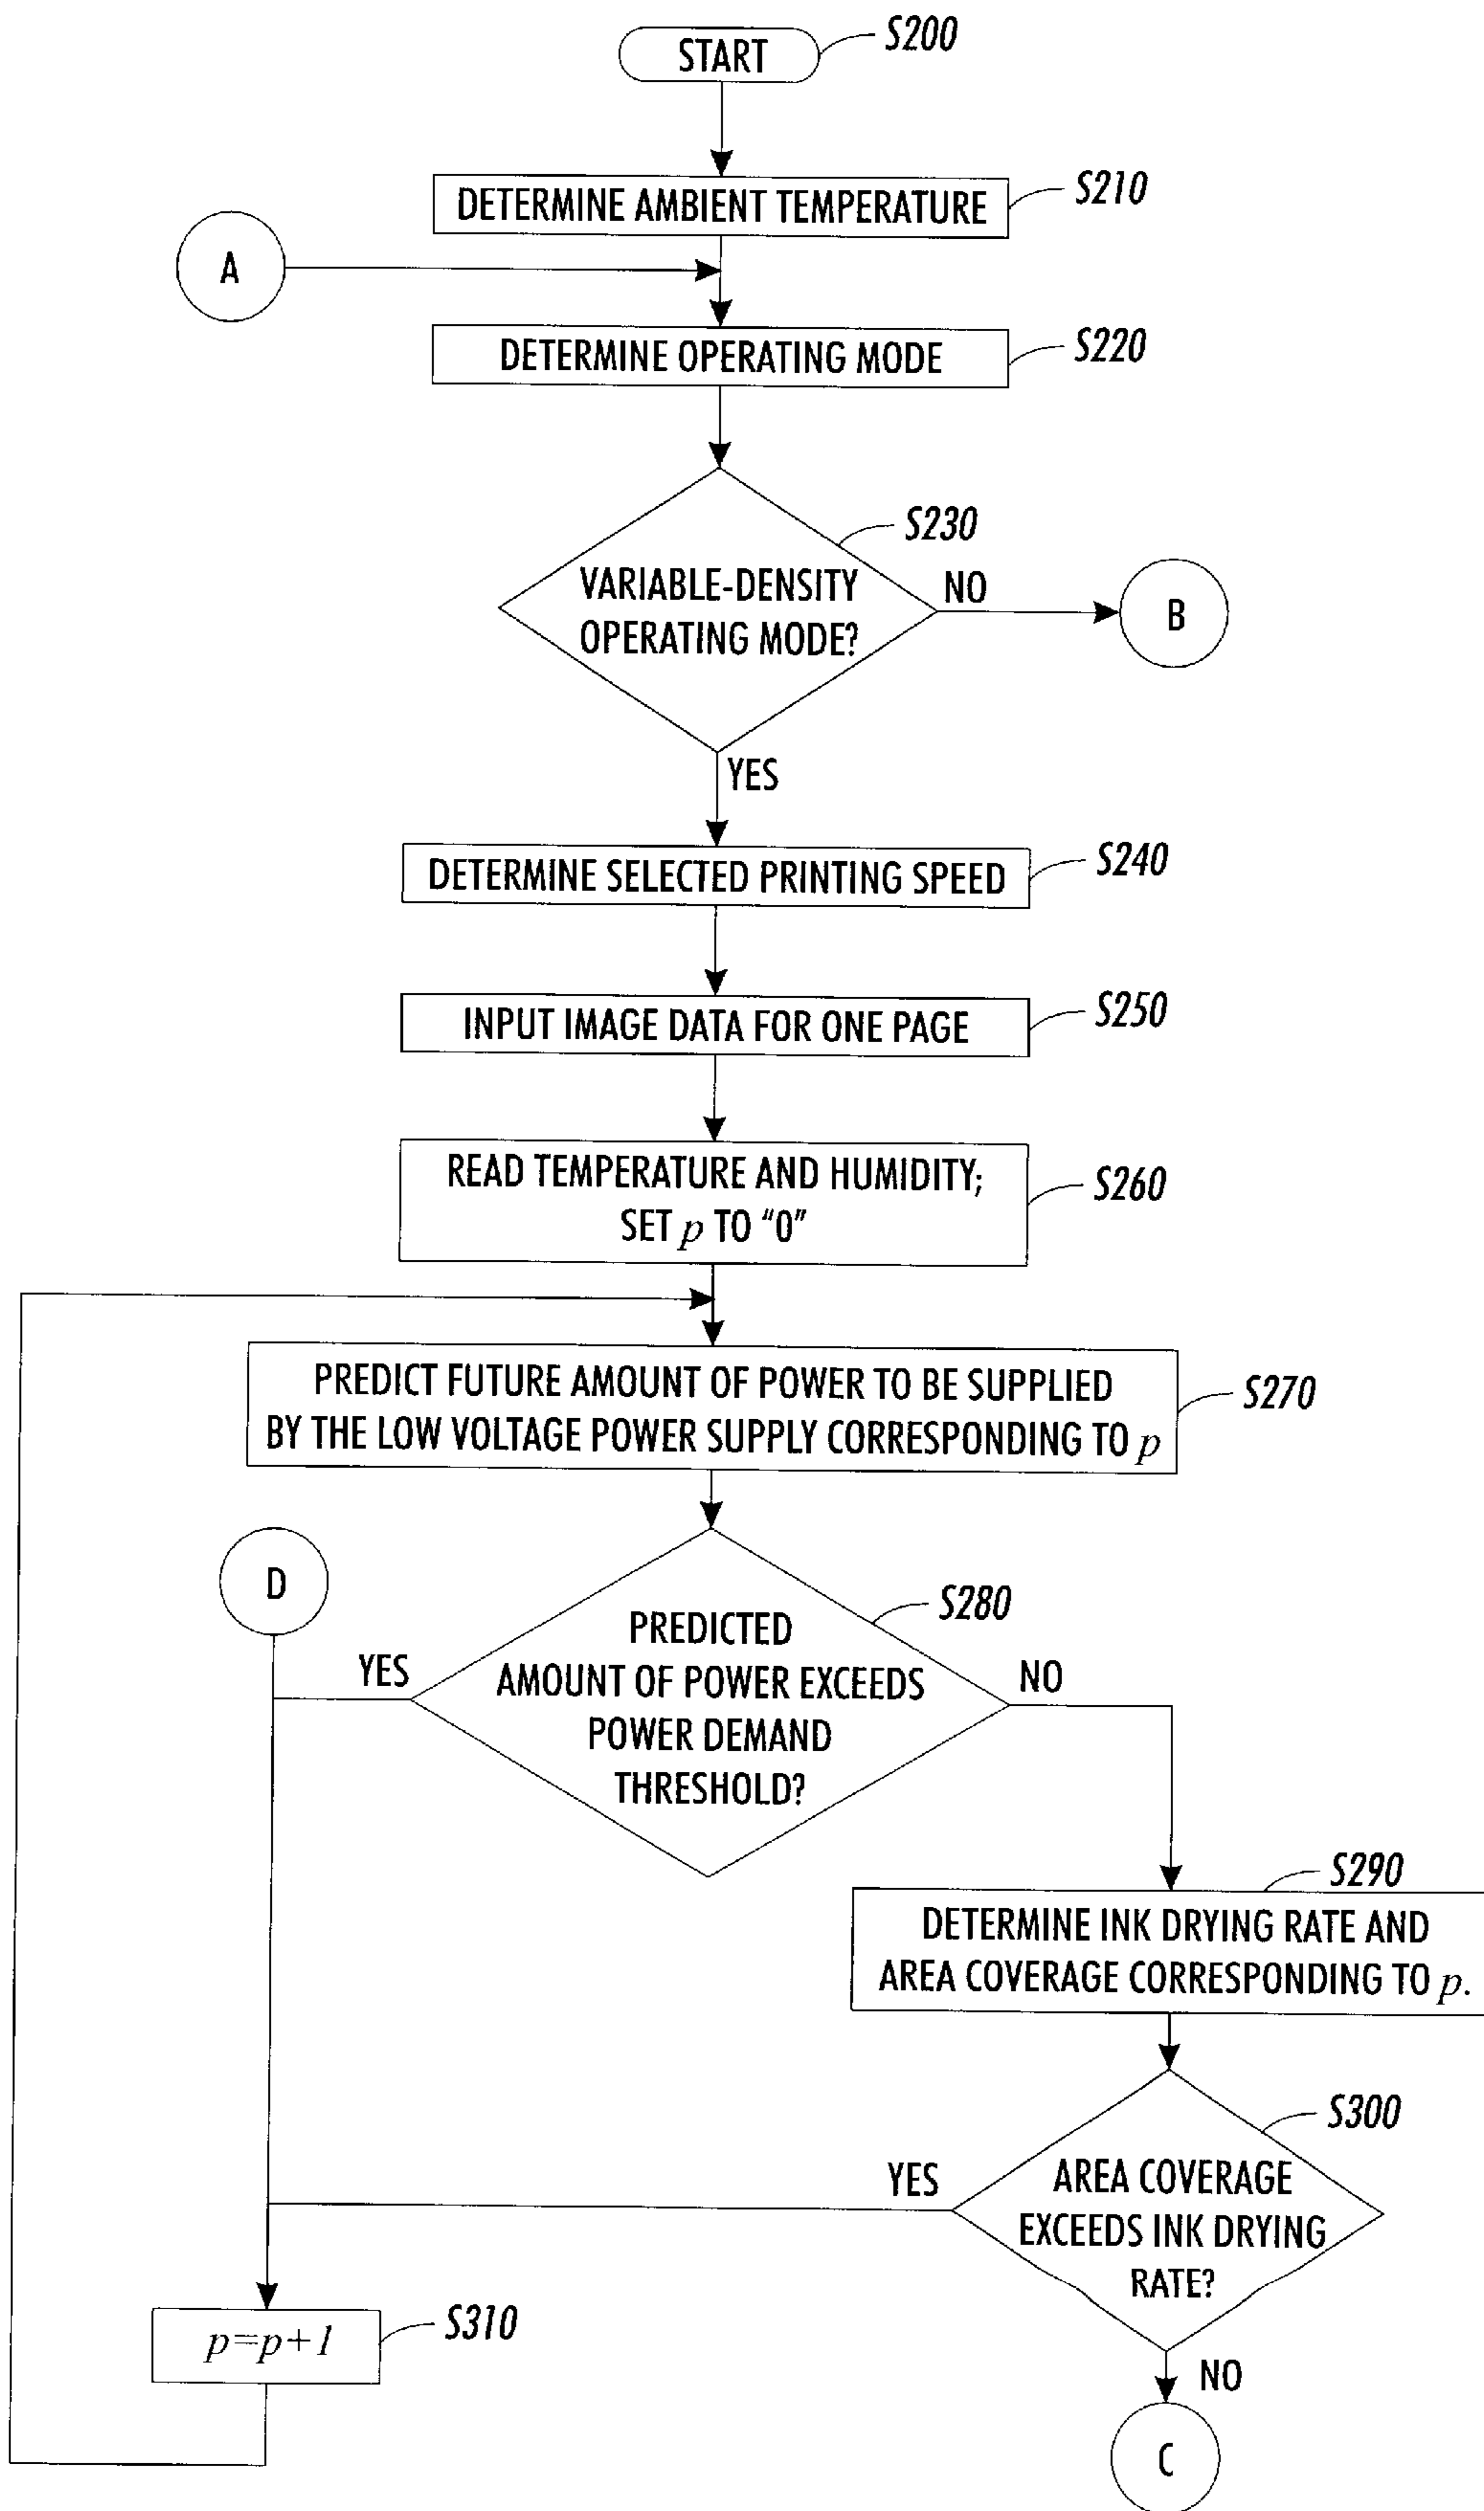 START
S200
DETERMINE AMBIENT TEMPERATURE
S210
A
DETERMINE OPERATING MODE
S220
S230
VARIABLE-DENSITY
OPERATING MODE?
NO
B
YES
DETERMINE SELECTED PRINTING SPEED
S240
INPUT IMAGE DATA FOR ONE PAGE
S250
READ TEMPERATURE AND HUMIDITY;
SET p TO "0"
S260
PREDICT FUTURE AMOUNT OF POWER TO BE SUPPLIED
BY THE LOW VOLTAGE POWER SUPPLY CORRESPONDING TO p
S270
D
S280
PREDICTED
AMOUNT OF POWER EXCEEDS
POWER DEMAND
THRESHOLD?
YES
NO
S290
DETERMINE INK DRYING RATE AND
AREA COVERAGE CORRESPONDING TO p.
S300
AREA COVERAGE
EXCEEDS INK DRYING
RATE?
YES
p=p+1
S310
NO
C